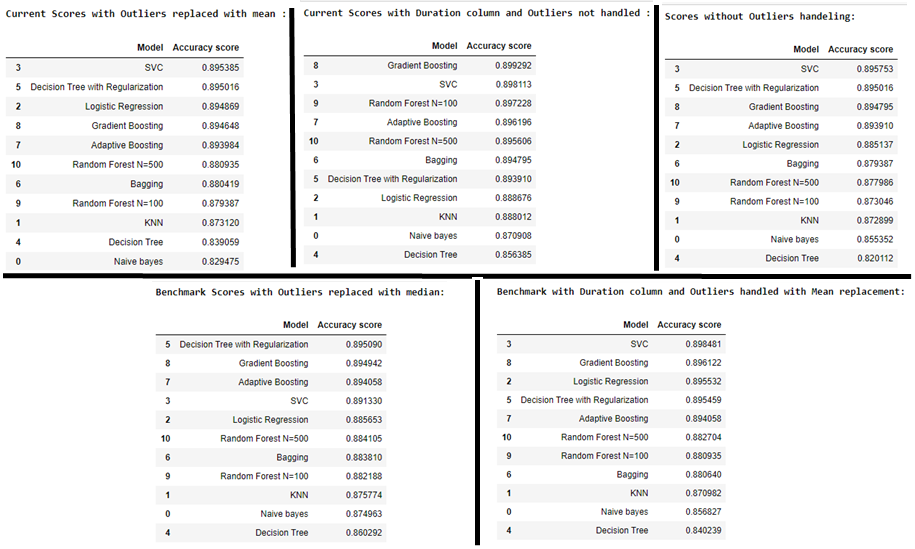 Current Scores with Outliers replaced with mean :
Model Accuracy score
3 SVC 0.895385
5 Decision Tree with Regularization 0.895016
2 Logistic Regression 0.894869
8 Gradient Boosting 0.894648
7 Adaptive Boosting 0.893984
10 Random Forest N=500 0.880935
6 Bagging 0.880419
9 Random Forest N=100 0.879387
1 KNN 0.873120
4 Decision Tree 0.839059
0 Naive bayes 0.829475
Current Scores with Duration column and Outliers not handled :
Model Accuracy score
8 Gradient Boosting 0.899292
3 SVC 0.898113
9 Random Forest N=100 0.897228
7 Adaptive Boosting 0.896196
10 Random Forest N=500 0.895606
6 Bagging 0.894795
5 Decision Tree with Regularization 0.893910
2 Logistic Regression 0.888676
1 KNN 0.888012
0 Naive bayes 0.870908
4 Decision Tree 0.856385
Scores without Outliers handeling:
Model Accuracy score
3 SVC 0.895753
5 Decision Tree with Regularization 0.895016
8 Gradient Boosting 0.894795
7 Adaptive Boosting 0.893910
2 Logistic Regression 0.885137
6 Bagging 0.879387
10 Random Forest N=500 0.877986
9 Random Forest N=100 0.873046
1 KNN 0.872899
0 Naive bayes 0.855352
4 Decision Tree 0.820112
Benchmark Scores with Outliers replaced with median:
Model Accuracy score
5 Decision Tree with Regularization 0.895090
8 Gradient Boosting 0.894942
7 Adaptive Boosting 0.894058
3 SVC 0.891330
2 Logistic Regression 0.885653
10 Random Forest N=500 0.884105
6 Bagging 0.883810
9 Random Forest N=100 0.882188
1 KNN 0.875774
0 Naive bayes 0.874963
4 Decision Tree 0.860292
Benchmark with Duration column and Outliers handled with Mean replacement:
Model Accuracy score
3 SVC 0.898481
8 Gradient Boosting 0.896122
2 Logistic Regression 0.895532
5 Decision Tree with Regularization 0.895459
7 Adaptive Boosting 0.894058
10 Random Forest N=500 0.882704
9 Random Forest N=100 0.880935
6 Bagging 0.880640
1 KNN 0.870982
0 Naive bayes 0.856827
4 Decision Tree 0.840239